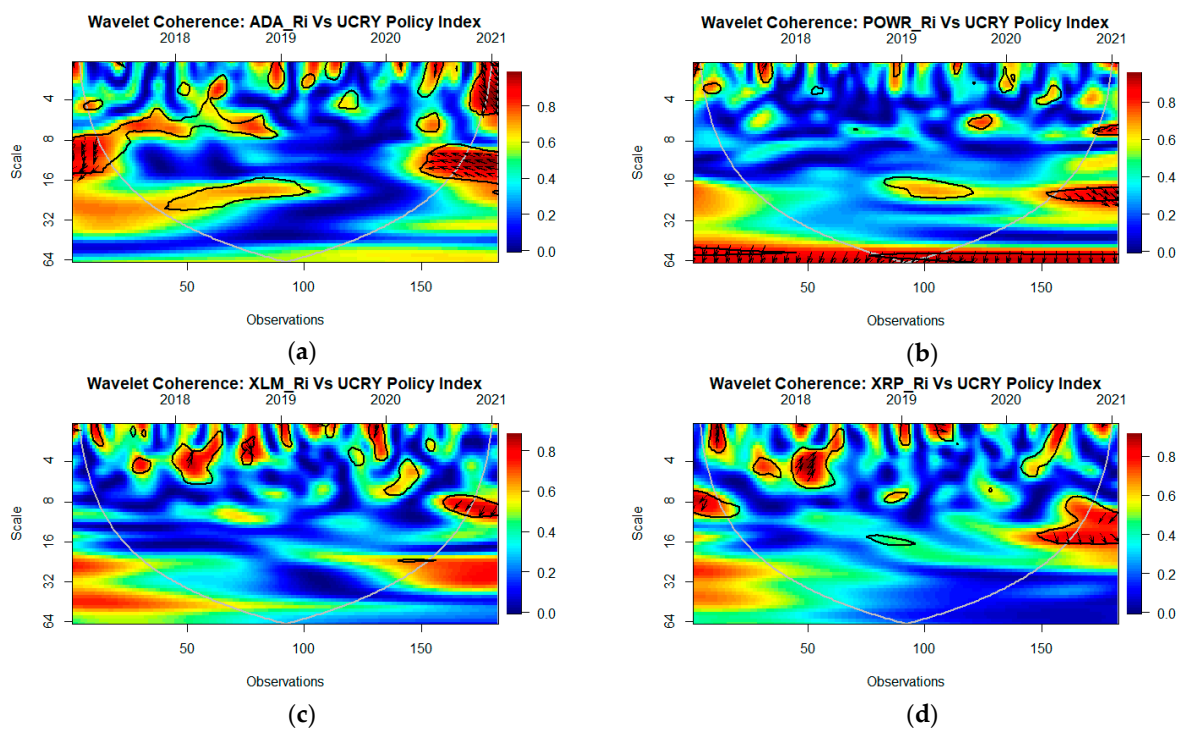 Wavelet Coherence: ADA_Ri Vs UCRY Policy Index
2018 2019 2020 2021
Scale
4
8
16
32
64
0.8
0.6
0.4
0.2
0.0
50 100 150
Observations
(a)
Wavelet Coherence: POWR_Ri Vs UCRY Policy Index
2018 2019 2020 2021
Scale
4
8
16
32
64
0.8
0.6
0.4
0.2
0.0
50 100 150
Observations
(b)
Wavelet Coherence: XLM_Ri Vs UCRY Policy Index
2018 2019 2020 2021
Scale
4
8
16
32
64
0.8
0.6
0.4
0.2
0.0
50 100 150
Observations
(c)
Wavelet Coherence: XRP_Ri Vs UCRY Policy Index
2018 2019 2020 2021
Scale
4
8
16
32
64
0.8
0.6
0.4
0.2
0.0
50 100 150
Observations
(d)